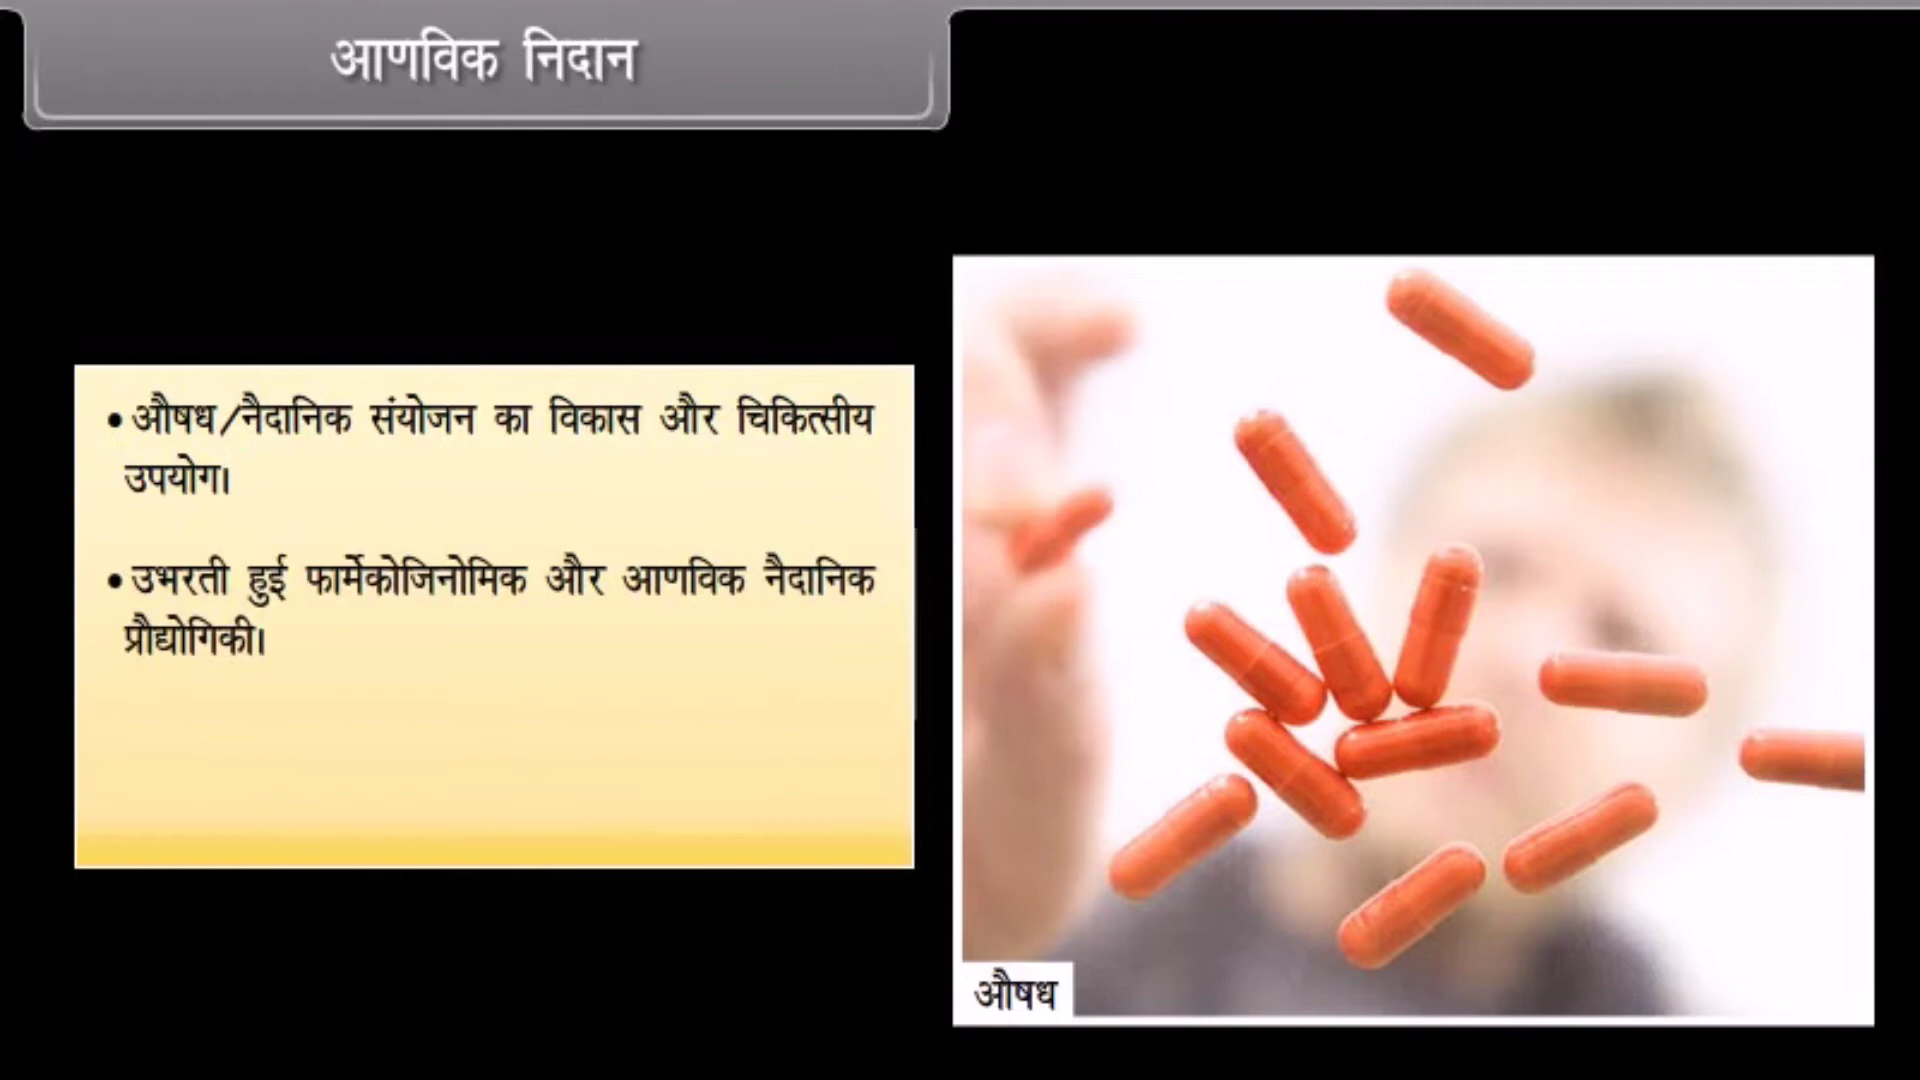 आणविक निदान
•औषध/नैदानिक संयोजन का विकास और चिकित्सीय
उपयोग।
•उभरती हुई फार्मेकोजिनोमिक और आणविक नैदानिक
प्रौद्योगिकी।
औषध